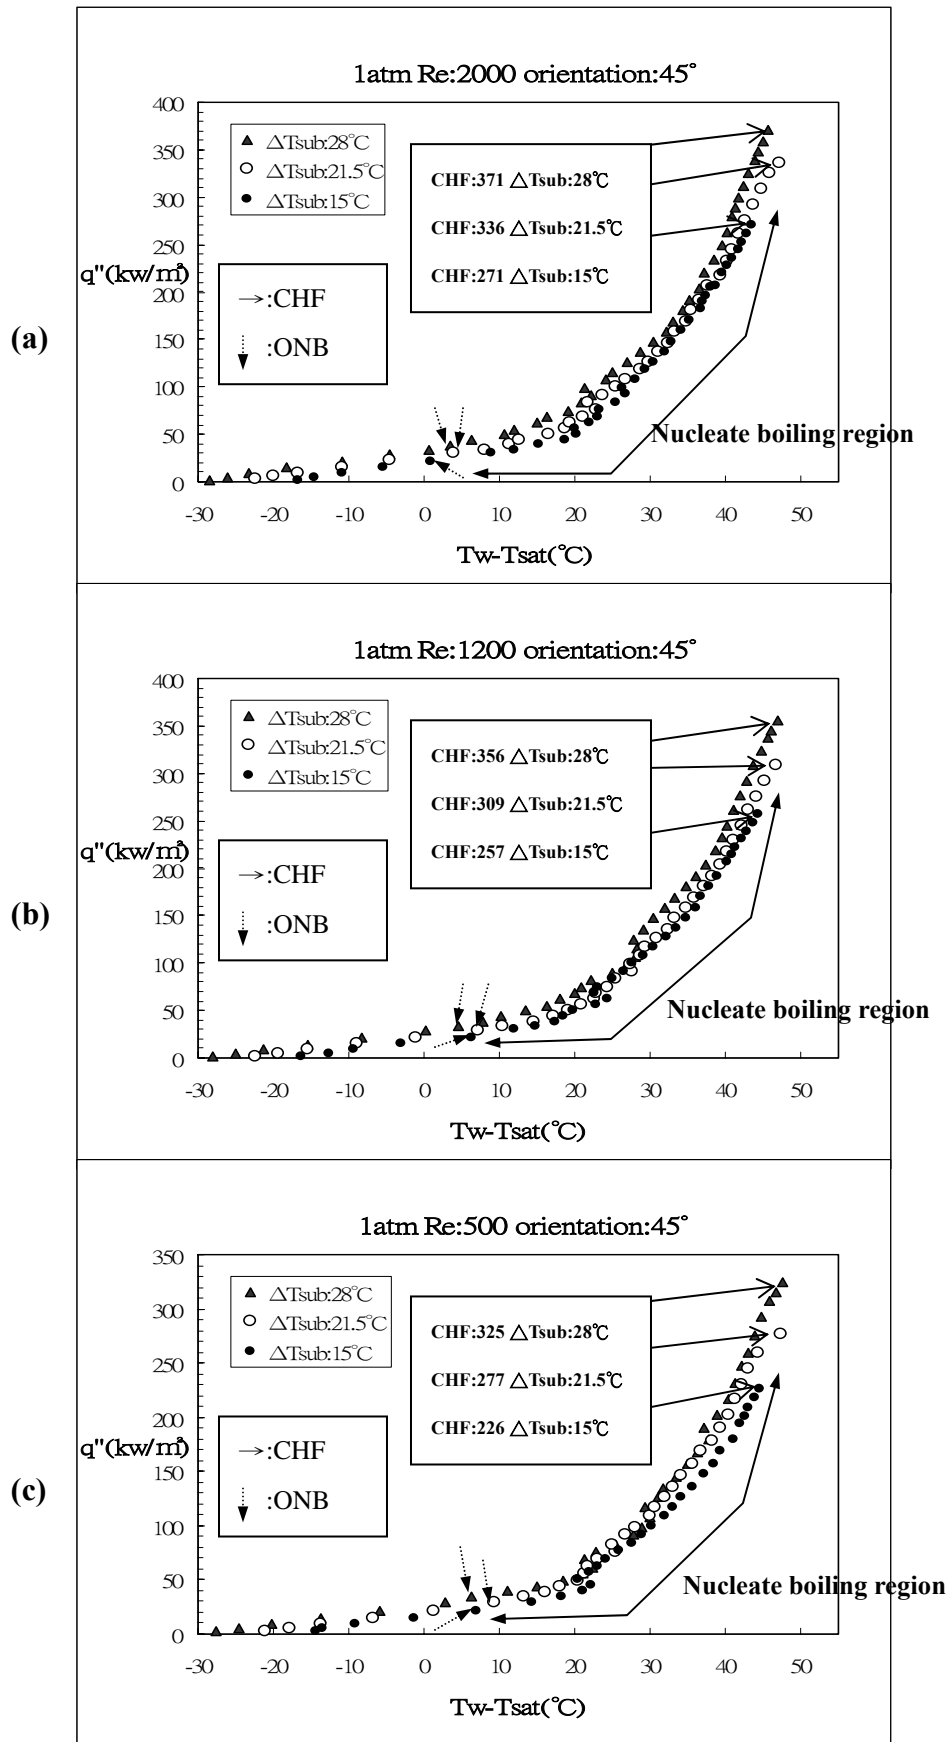 (a)
1atm Re:2000 orientation:45°
400
350
300
250
200
150
100
50
0
q"(kw/m²)
△Tsub:28°C
△Tsub:21.5°C
△Tsub:15°C
→:CHF
:ONB
CHF:371 △Tsub:28℃
CHF:336 △Tsub:21.5℃
CHF:271 △Tsub:15℃
Nucleate boiling region
-30 -20 -10 0 10 20 30 40 50
Tw-Tsat(°C)
(b)
1atm Re:1200 orientation:45°
400
350
300
250
200
150
100
50
0
q"(kw/m²)
△Tsub:28°C
△Tsub:21.5°C
△Tsub:15°C
→:CHF
:ONB
CHF:356 △Tsub:28℃
CHF:309 △Tsub:21.5℃
CHF:257 △Tsub:15℃
Nucleate boiling region
-30 -20 -10 0 10 20 30 40 50
Tw-Tsat(°C)
(c)
1atm Re:500 orientation:45°
350
300
250
200
150
100
50
0
q"(kw/m²)
△Tsub:28°C
△Tsub:21.5°C
△Tsub:15°C
→:CHF
:ONB
CHF:325 △Tsub:28℃
CHF:277 △Tsub:21.5℃
CHF:226 △Tsub:15℃
Nucleate boiling region
-30 -20 -10 0 10 20 30 40 50
Tw-Tsat(°C)